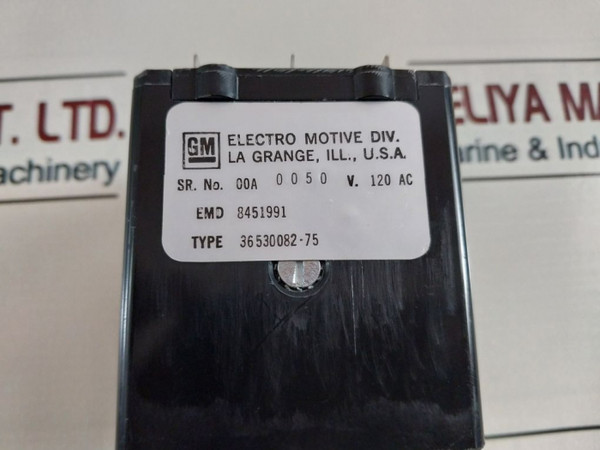 T. LTD.
achinery
ELIYA MA
rine & Ind
GM ELECTRO MOTIVE DIV.
LA GRANGE, ILL., U.S.A.
SR. No. 00A 0050 V. 120 AC
EMD 8451991
TYPE 36530082-75